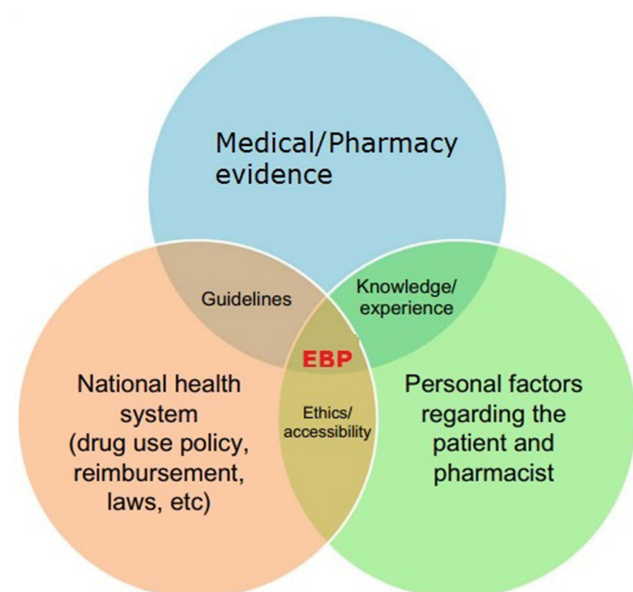 Medical/Pharmacy
evidence
Guidelines
Knowledge/
experience
EBP
National health
system
(drug use policy,
reimbursement,
laws, etc)
Ethics/
accessibility
Personal factors
regarding the
patient and
pharmacist